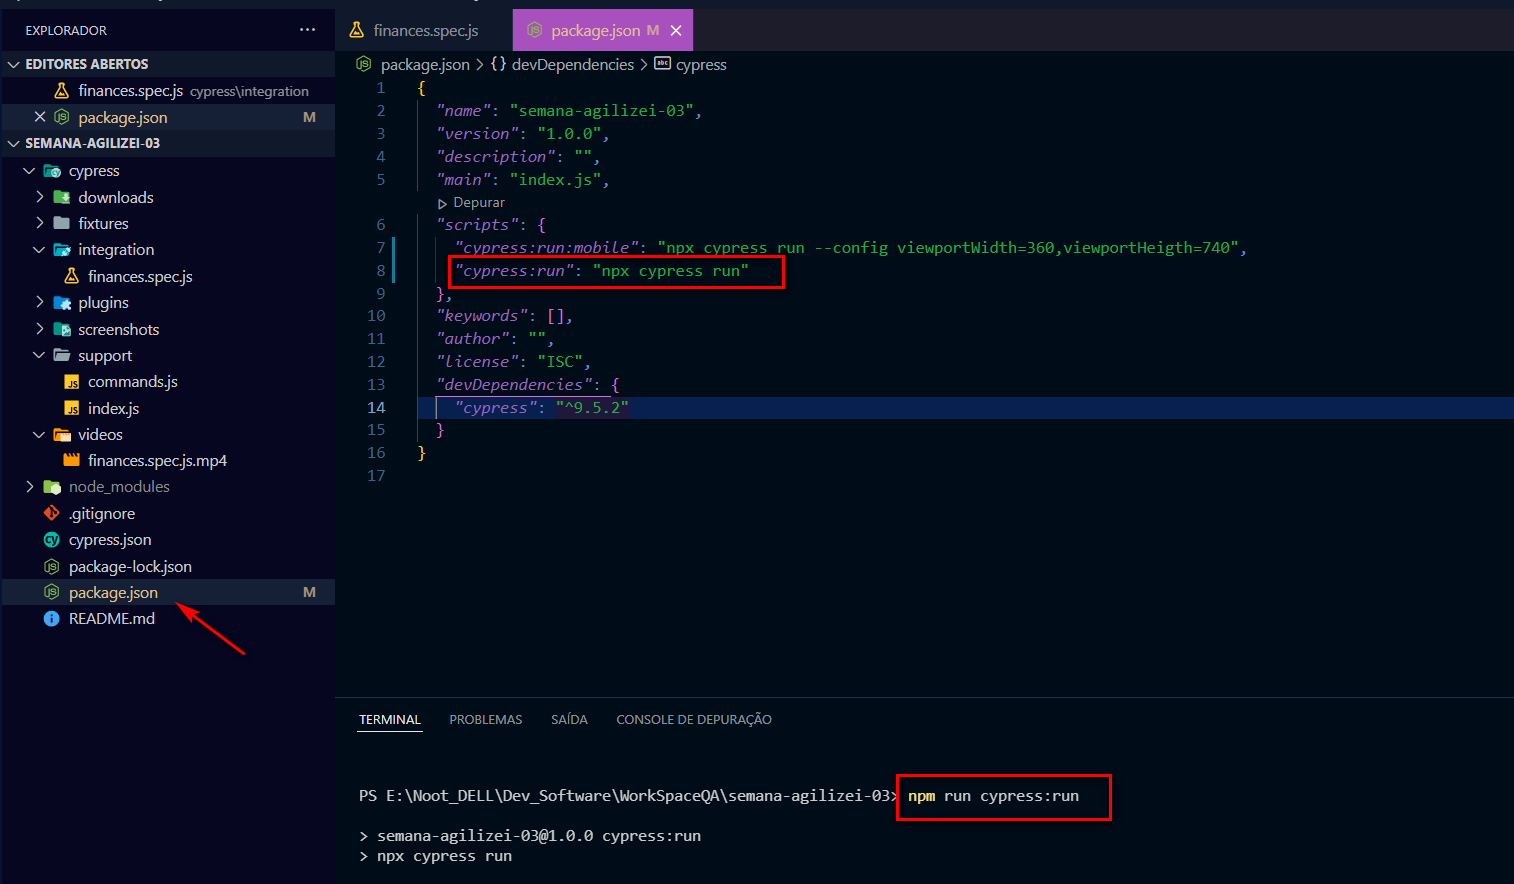 EXPLORADOR ...
EDITORES ABERTOS
finances.spec.js cypress\integration
package.json M
SEMANA-AGILIZEI-03
cypress
downloads
fixtures
integration
finances.spec.js
plugins
screenshots
support
commands.js
index.js
videos
finances.spec.js.mp4
node_modules
.gitignore
cypress.json
package-lock.json
package.json M
README.md
finances.spec.js
package.json M
package.json > {} devDependencies > abc cypress
1 {
2 "name": "semana-agilizei-03",
3 "version": "1.0.0",
4 "description": "",
5 "main": "index.js",
Depurar
6 "scripts": {
7 "cypress:run:mobile": "npx cypress run --config viewportWidth=360,viewportHeigth=740",
8 "cypress:run": "npx cypress run"
9 },
10 "keywords": [],
11 "author": "",
12 "license": "ISC",
13 "devDependencies": {
14 "cypress": "^9.5.2"
15 }
16 }
17
TERMINAL PROBLEMAS SAÍDA CONSOLE DE DEPURAÇÃO
PS E:\Noot_DELL\Dev_Software\WorkSpaceQA\semana-agilizei-03> npm run cypress:run
> semana-agilizei-03@1.0.0 cypress:run
> npx cypress run